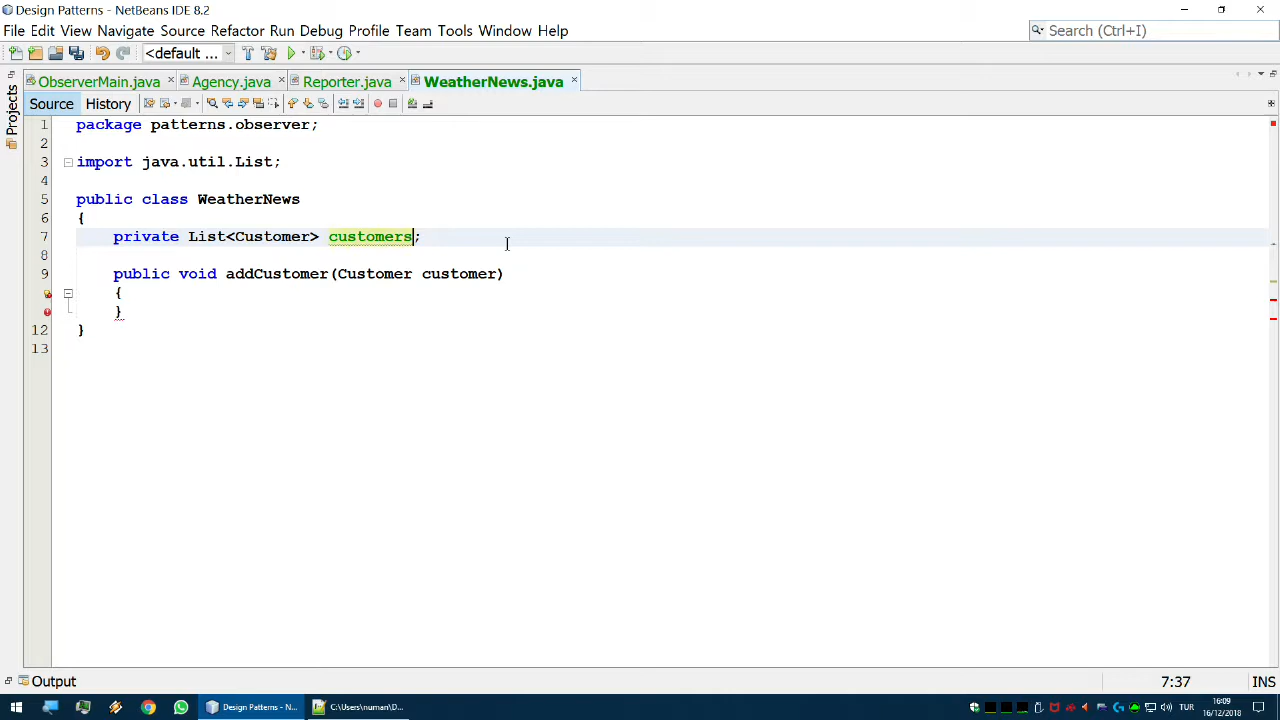 Design Patterns - NetBeans IDE 8.2
File Edit View Navigate Source Refactor Run Debug Profile Team Tools Window Help
Search (Ctrl+I)
<default ...
Projects
ObserverMain.java
Agency.java
Reporter.java
WeatherNews.java
Source
History
1 package patterns.observer;
2
3 import java.util.List;
4
5 public class WeatherNews
6 {
7 private List<Customer> customers;
8
9 public void addCustomer(Customer customer)
{
}
12 }
13
Output
7:37
INS
Design Patterns - N...
C:\Users\numan\D...
TUR
16:09
16/12/2018